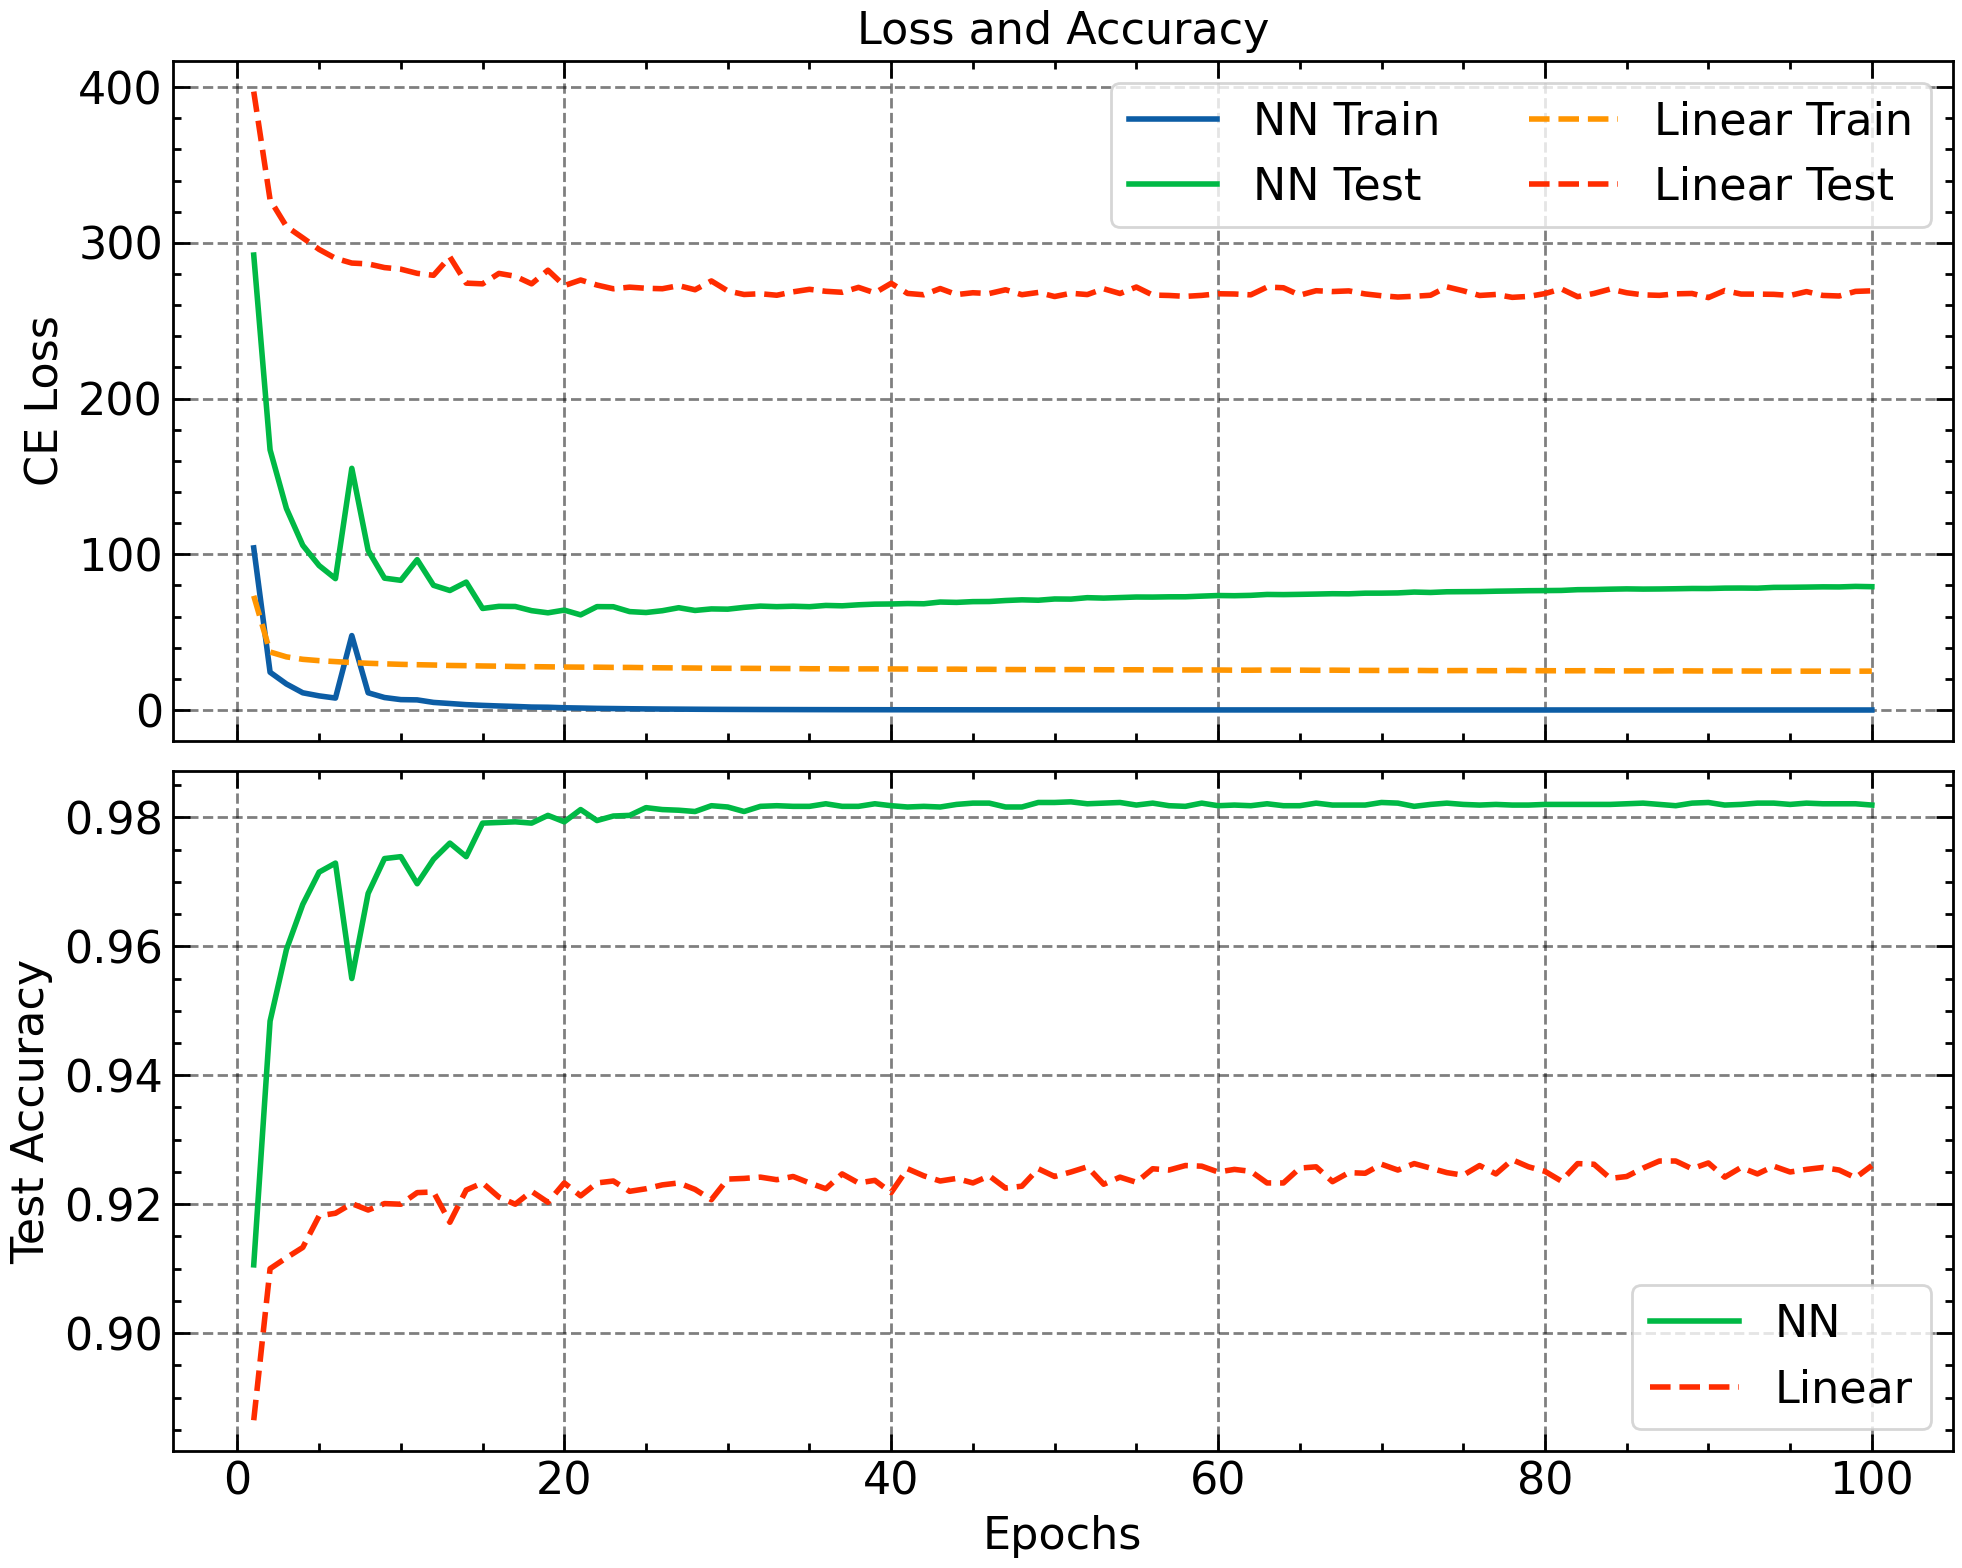 Loss and Accuracy
400
300
200
100
0
CE Loss
NN Train
NN Test
Linear Train
Linear Test
0.98
0.96
0.94
0.92
0.90
Test Accuracy
NN
Linear
0 20 40 60 80 100
Epochs